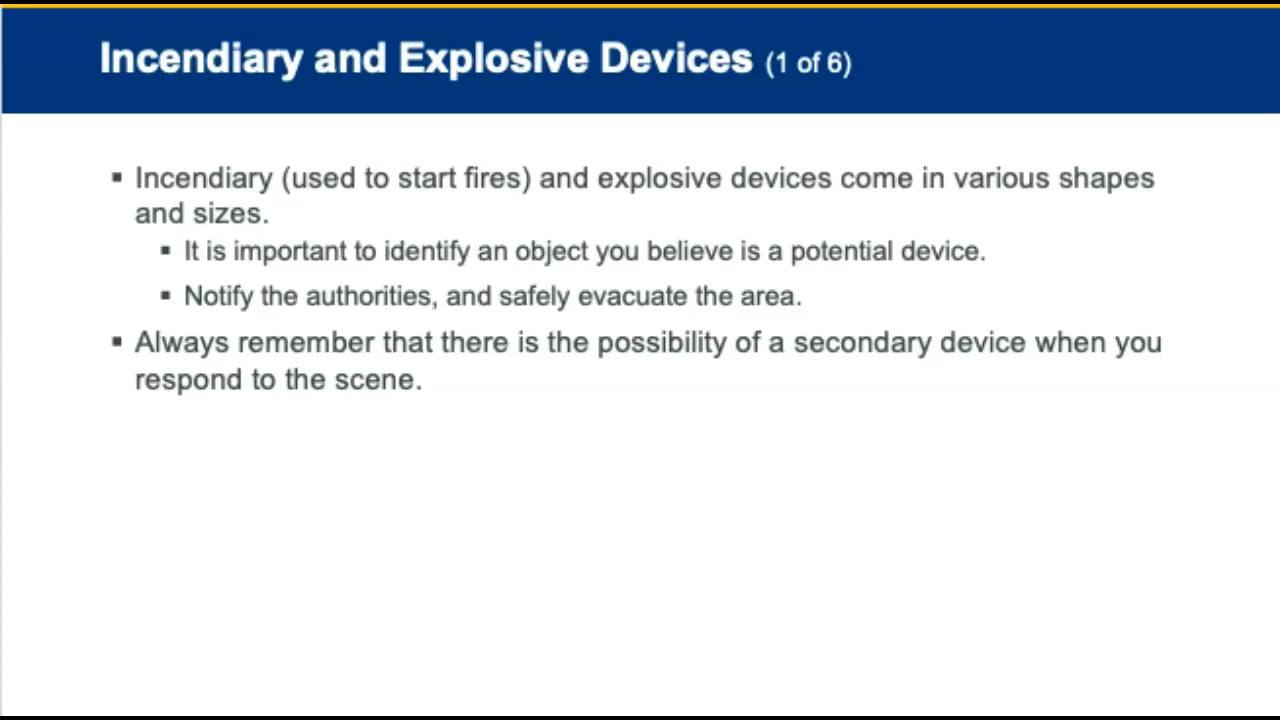 Incendiary and Explosive Devices (1 of 6)
▪ Incendiary (used to start fires) and explosive devices come in various shapes
and sizes.
▪ It is important to identify an object you believe is a potential device.
▪ Notify the authorities, and safely evacuate the area.
▪ Always remember that there is the possibility of a secondary device when you
respond to the scene.